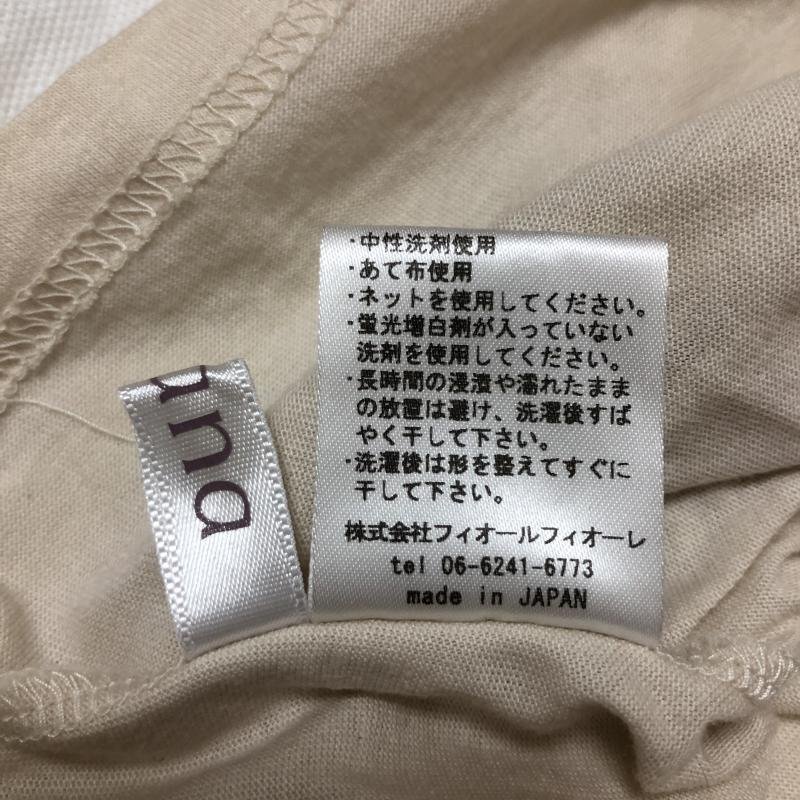 ・中性洗剤使用
・あて布使用
・ネットを使用してください。
・蛍光増白剤が入っていない
洗剤を使用してください。
・長時間の浸漬や濡れたまま
の放置は避け、洗濯後すば
やく干して下さい。
・洗濯後は形を整えてすぐに
干して下さい。
株式会社フィオールフィオーレ
tel 06-6241-6773
made in JAPAN
una